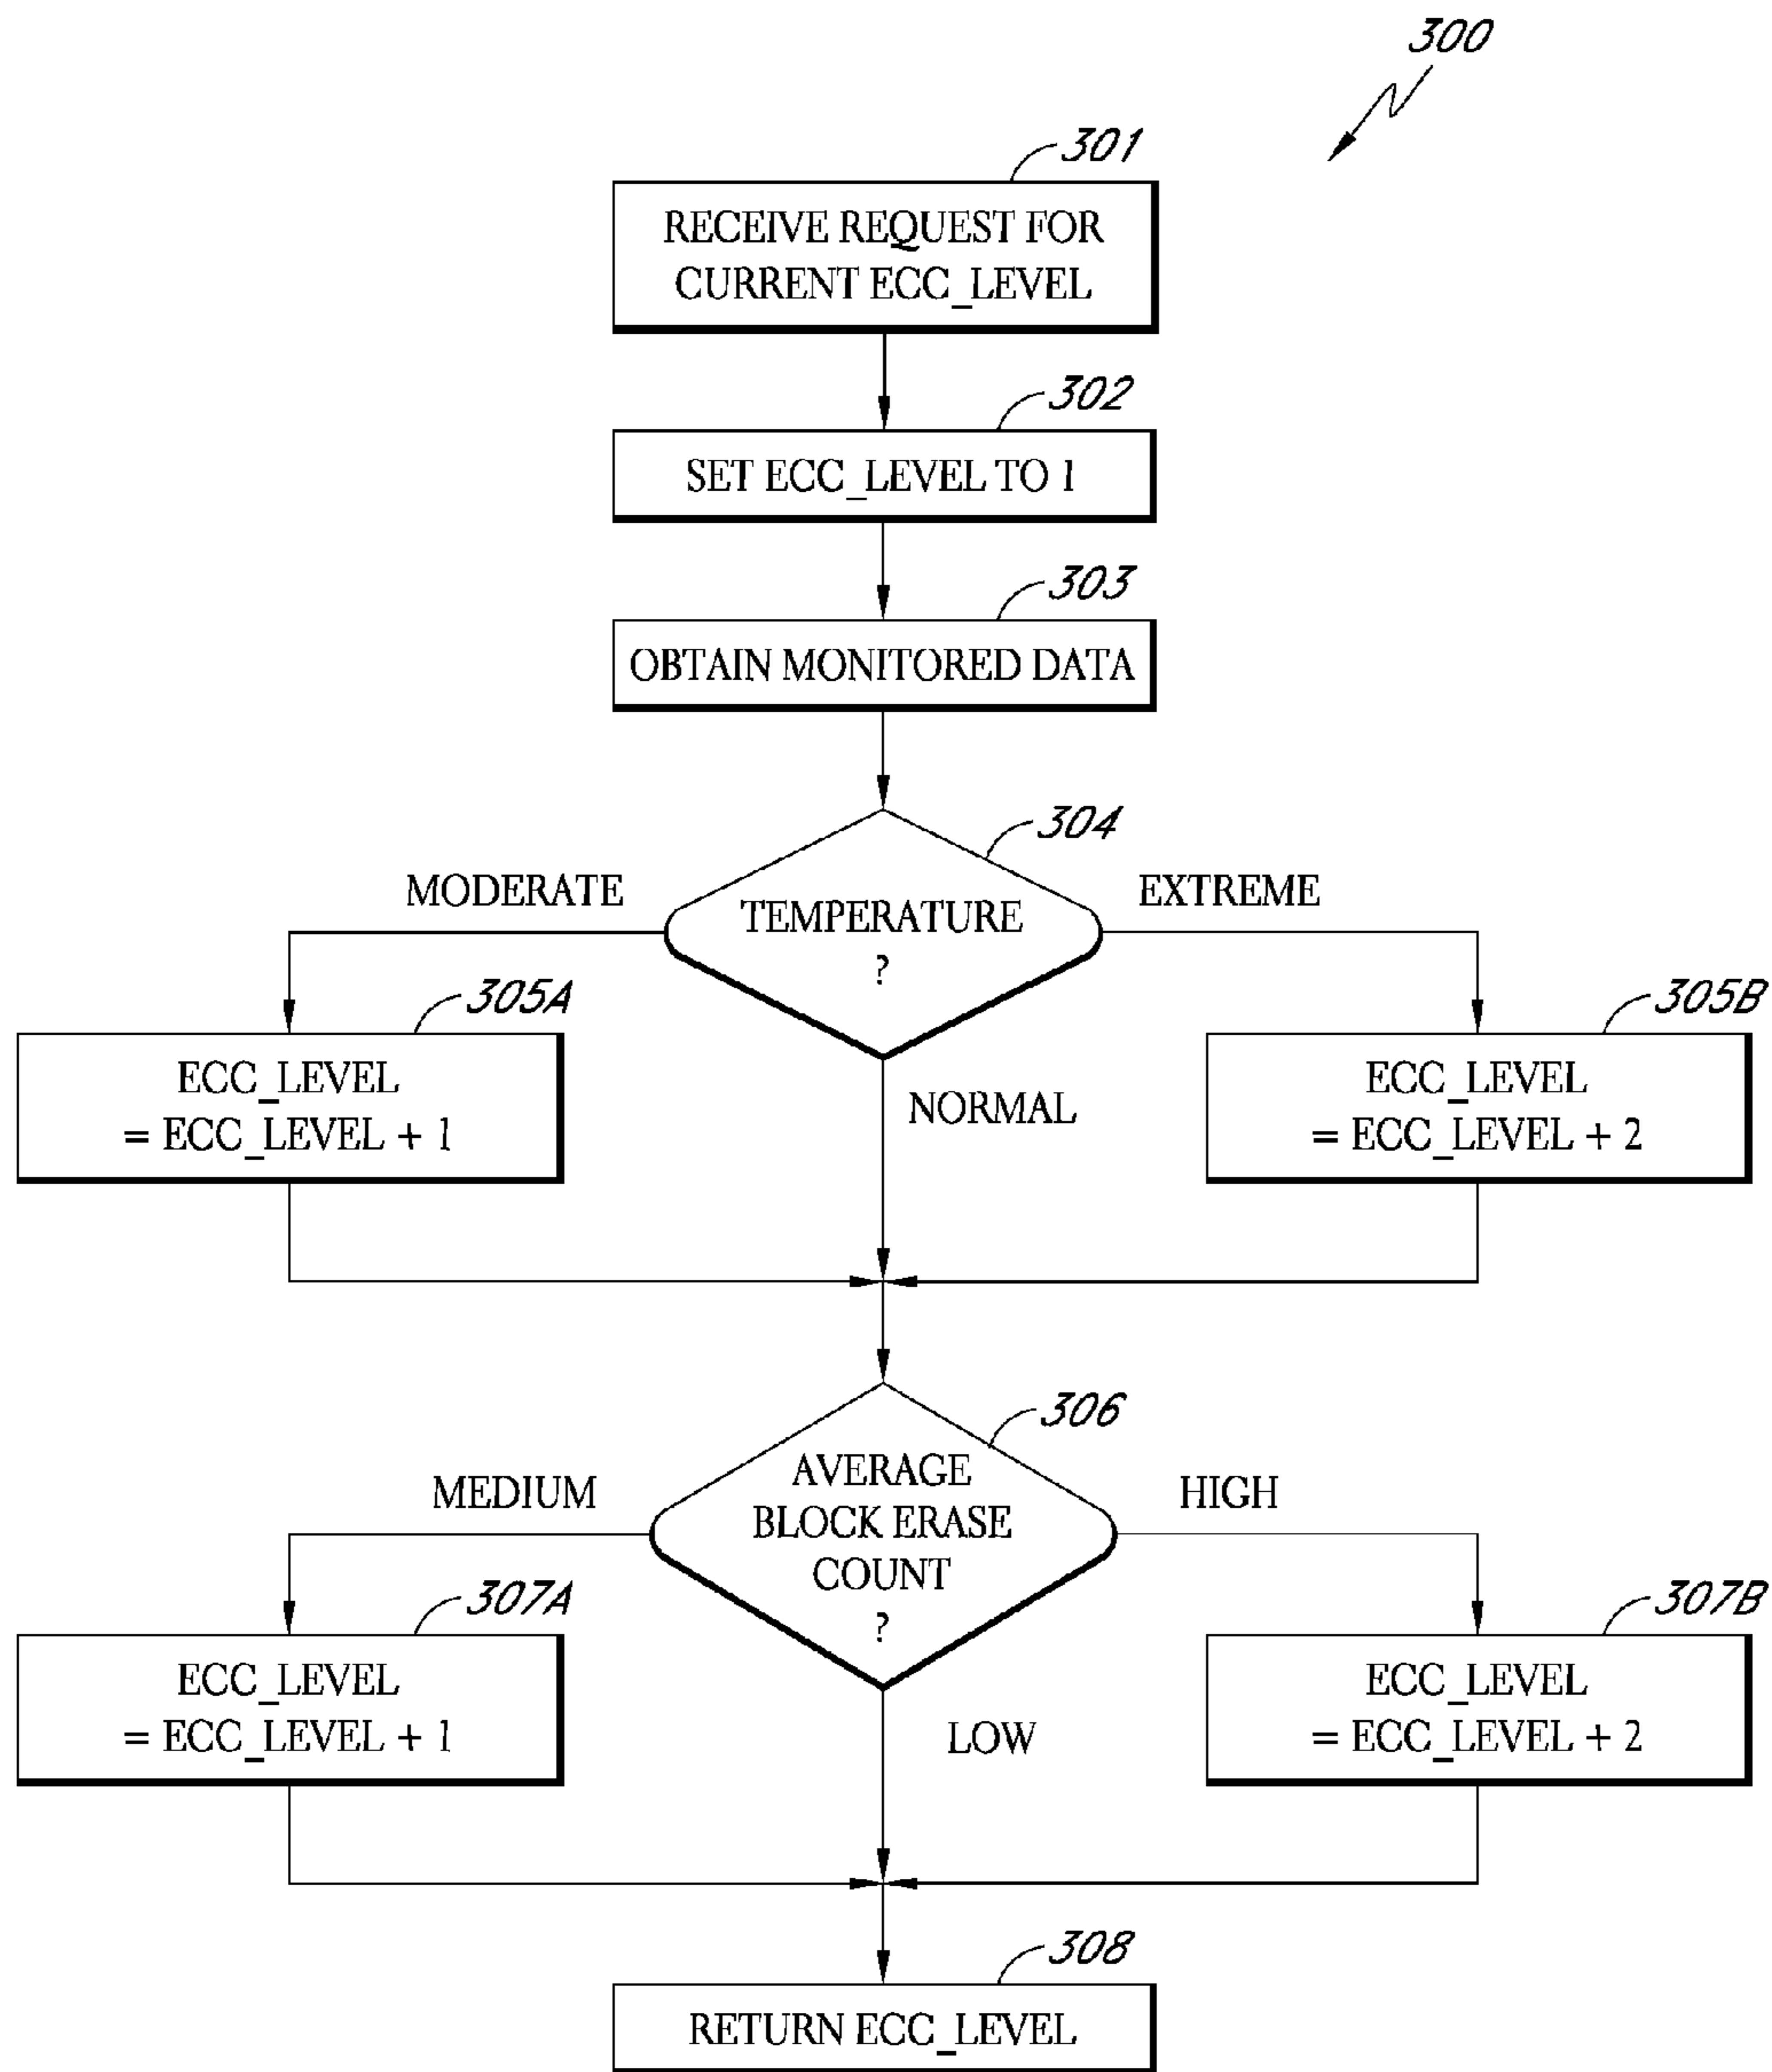 300
301
RECEIVE REQUEST FOR
CURRENT ECC_LEVEL
302
SET ECC_LEVEL TO 1
303
OBTAIN MONITORED DATA
304
MODERATE
TEMPERATURE
?
EXTREME
305A
ECC_LEVEL
= ECC_LEVEL + 1
NORMAL
305B
ECC_LEVEL
= ECC_LEVEL + 2
306
MEDIUM
AVERAGE
BLOCK ERASE
COUNT
?
HIGH
307A
ECC_LEVEL
= ECC_LEVEL + 1
LOW
307B
ECC_LEVEL
= ECC_LEVEL + 2
308
RETURN ECC_LEVEL